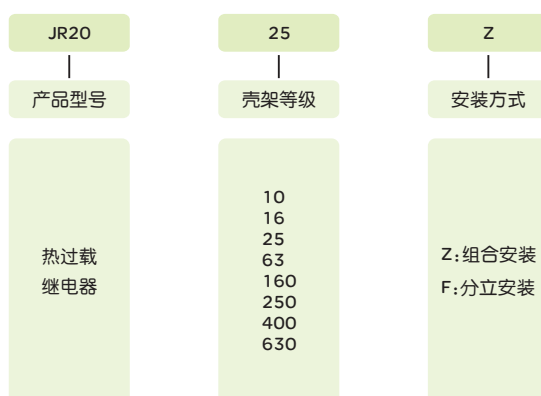 JR20 25 Z
产品型号 壳架等级 安装方式
热过载
继电器
10
16
25
63
160
250
400
630
Z:组合安装
F:分立安装